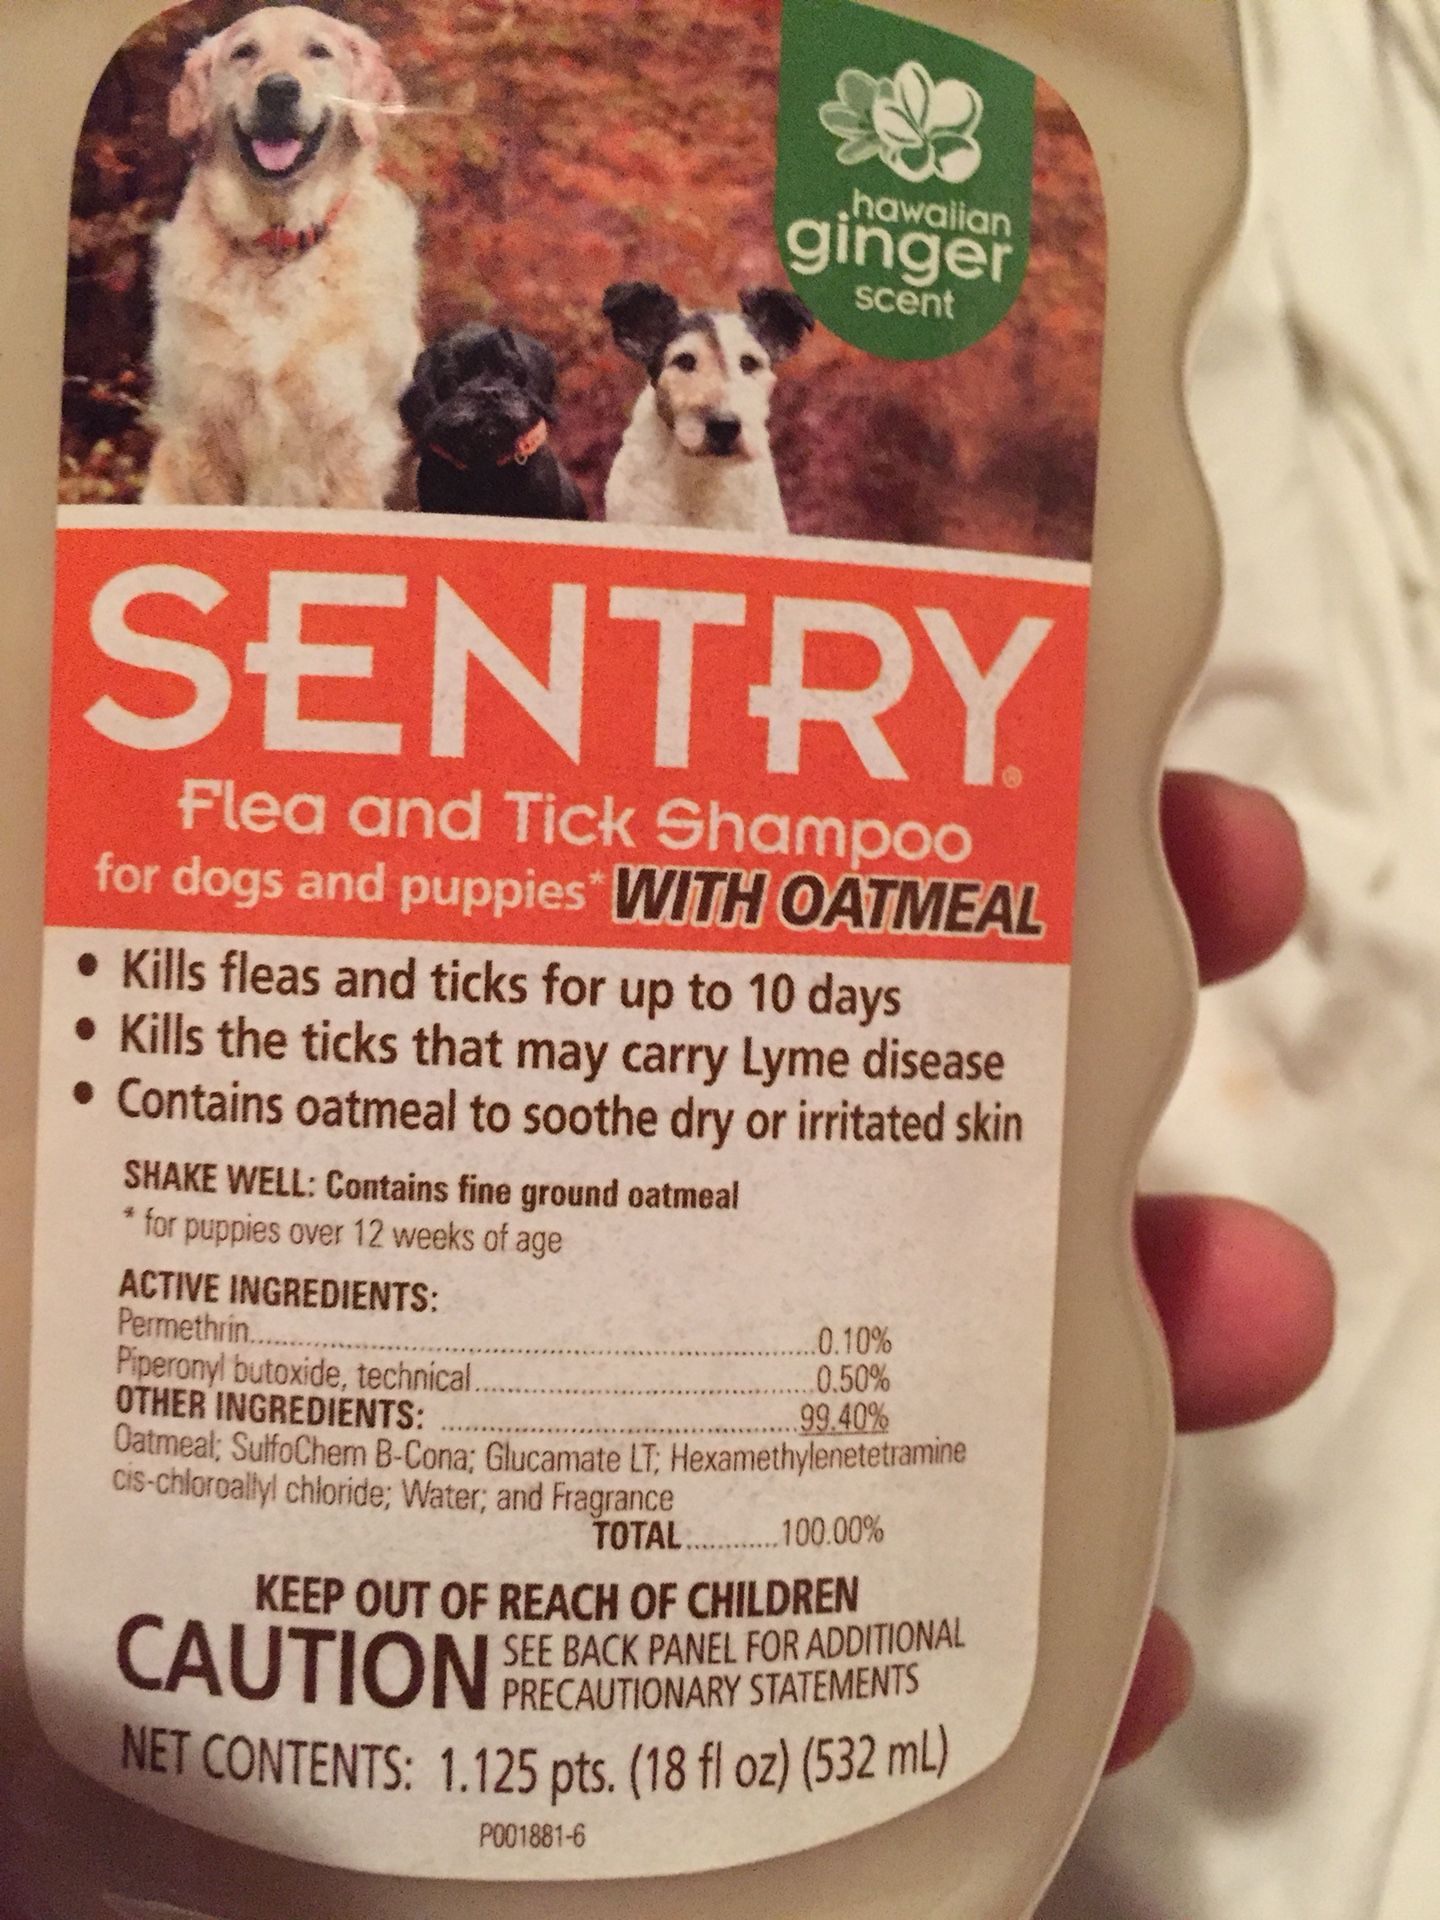 hawaiian
ginger
scent
SENTRY®
Flea and Tick Shampoo
for dogs and puppies* WITH OATMEAL
• Kills fleas and ticks for up to 10 days
• Kills the ticks that may carry Lyme disease
• Contains oatmeal to soothe dry or irritated skin
SHAKE WELL: Contains fine ground oatmeal
* for puppies over 12 weeks of age
ACTIVE INGREDIENTS:
Permethrin..........0.10%
Piperonyl butoxide, technical..........0.50%
OTHER INGREDIENTS: ..........99.40%
Oatmeal; SulfoChem B-Cona; Glucamate LT; Hexamethylenetetramine
cis-chloroallyl chloride; Water; and Fragrance
TOTAL..........100.00%
KEEP OUT OF REACH OF CHILDREN
CAUTION SEE BACK PANEL FOR ADDITIONAL
PRECAUTIONARY STATEMENTS
NET CONTENTS: 1.125 pts. (18 fl oz) (532 mL)
P001881-6